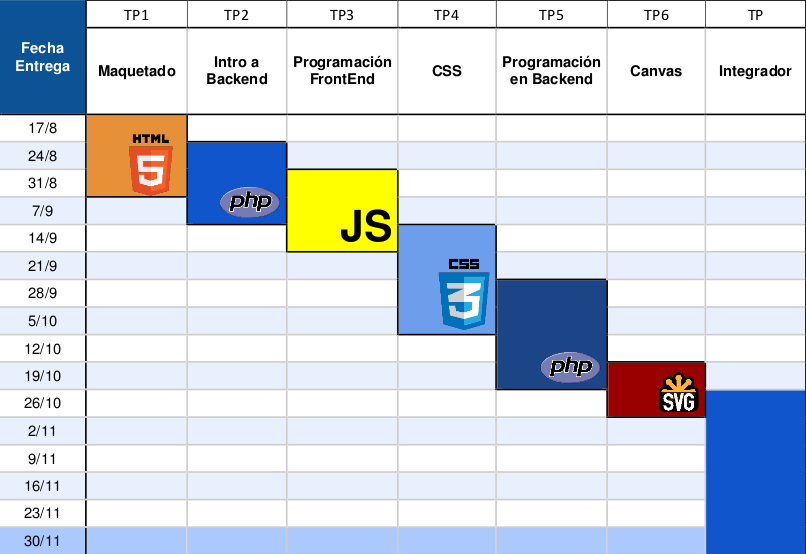 TP1 TP2 TP3 TP4 TP5 TP6 TP
Fecha
Entrega
Maquetado
Intro a
Backend
Programación
FrontEnd
CSS
Programación
en Backend
Canvas
Integrador
17/8
HTML
5
24/8
31/8
7/9
php
14/9
JS
21/9
CSS
28/9
3
5/10
12/10
19/10
php
26/10
SVG
2/11
9/11
16/11
23/11
30/11